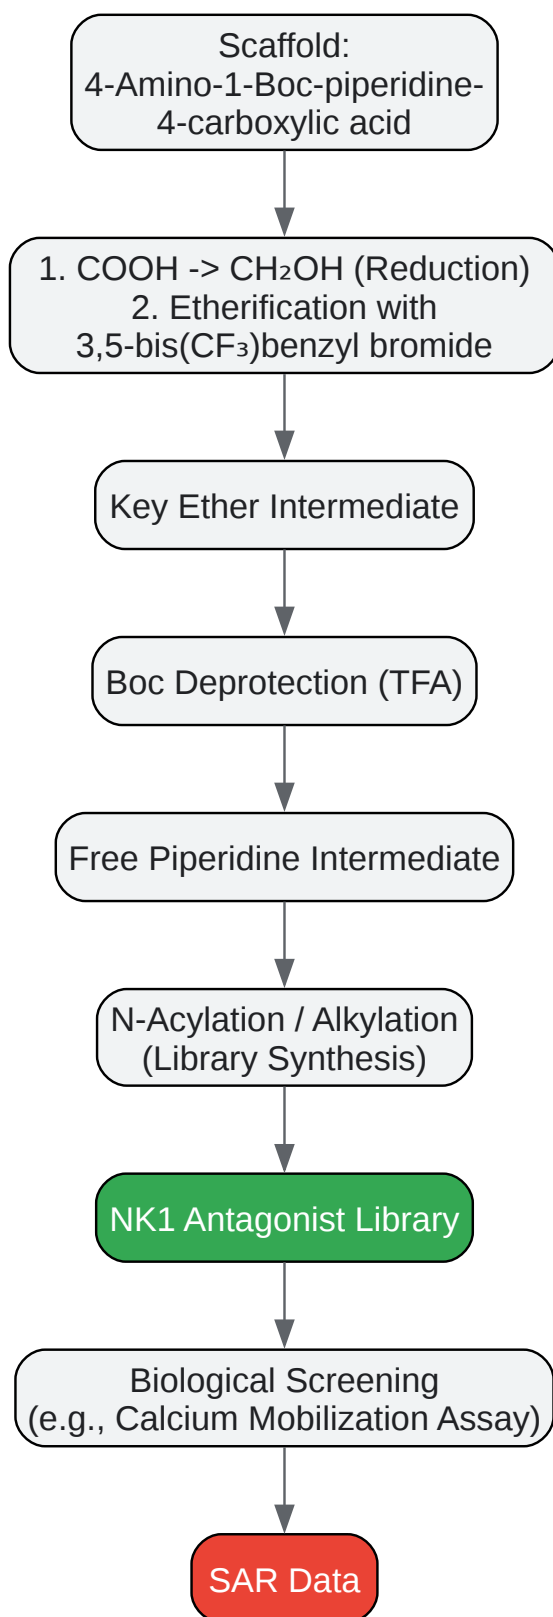 Scaffold:
4-Amino-1-Boc-piperidine-
4-carboxylic acid
1. COOH -> CH₂OH (Reduction)
2. Etherification with
3,5-bis(CF₃)benzyl bromide
Key Ether Intermediate
Boc Deprotection (TFA)
Free Piperidine Intermediate
N-Acylation / Alkylation
(Library Synthesis)
NK1 Antagonist Library
Biological Screening
(e.g., Calcium Mobilization Assay)
SAR Data